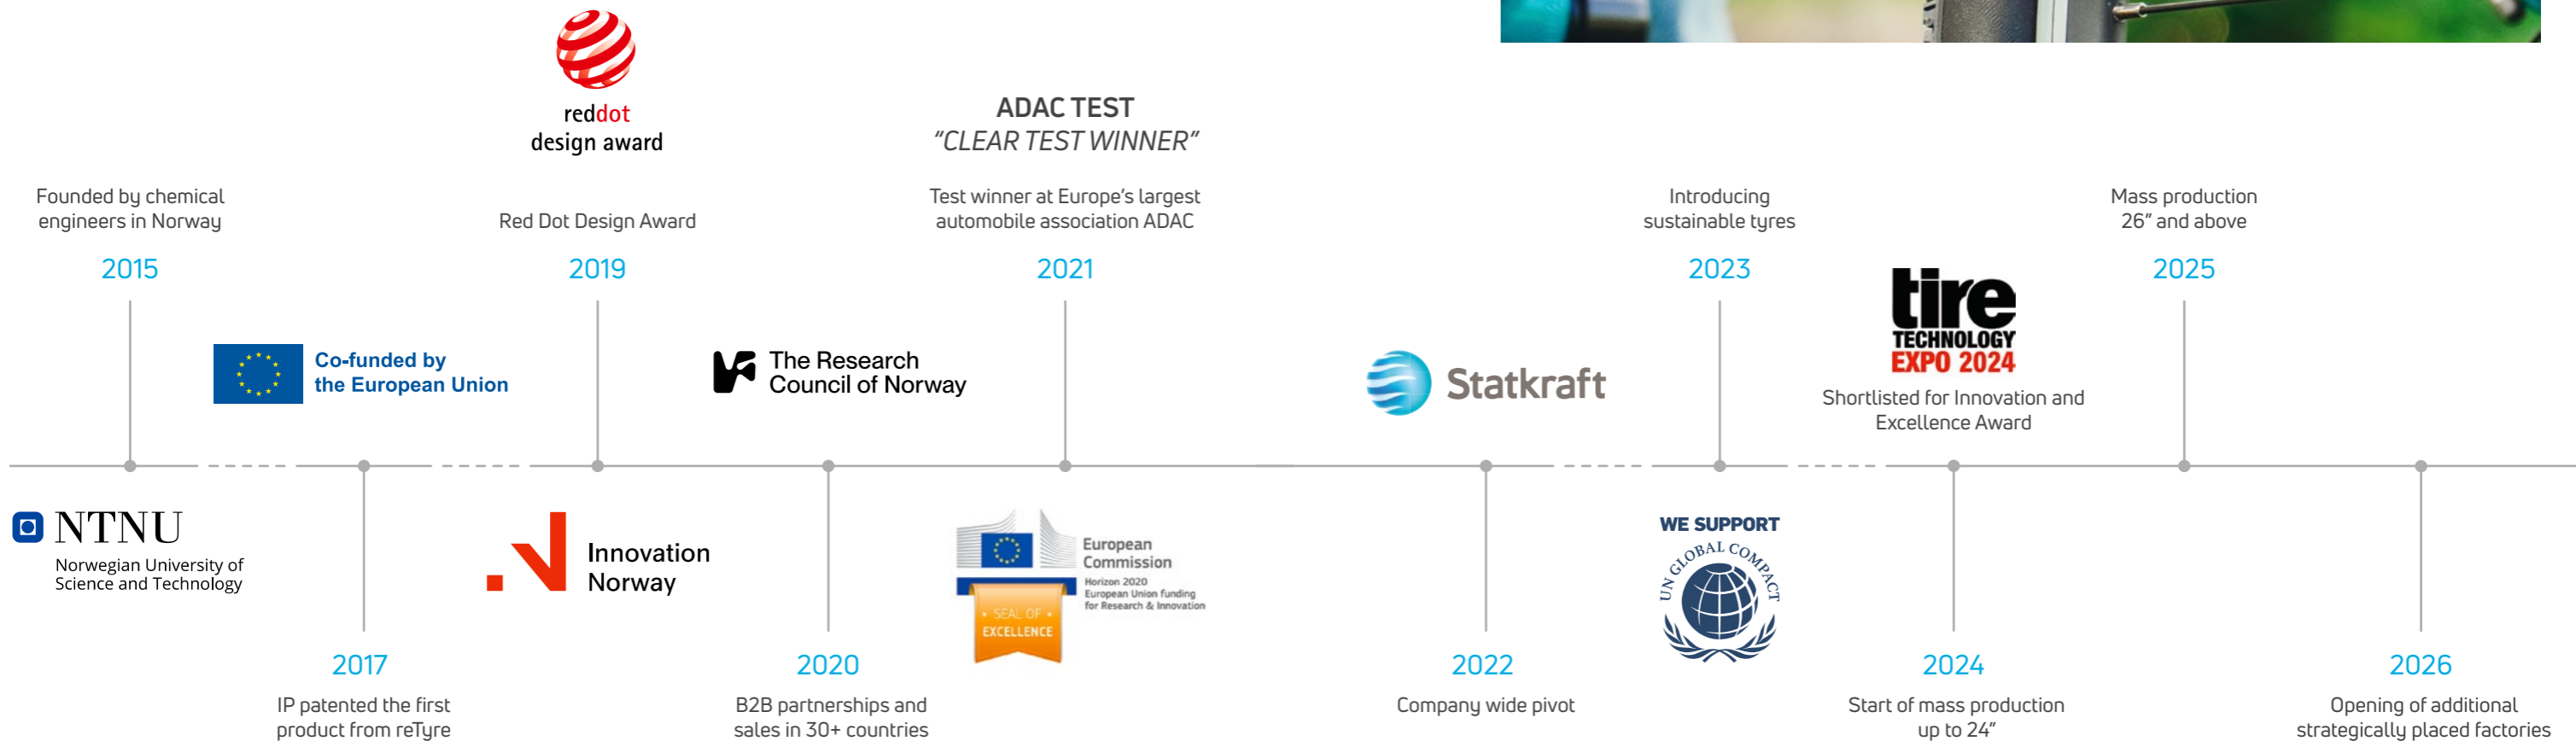 reddot
design award
ADAC TEST
“CLEAR TEST WINNER”
Founded by chemical
engineers in Norway
2015
Red Dot Design Award
2019
Test winner at Europe’s largest
automobile association ADAC
2021
Introducing
sustainable tyres
2023
Mass production
26” and above
2025
Co-funded by
the European Union
The Research
Council of Norway
Statkraft
tire
TECHNOLOGY
EXPO 2024
Shortlisted for Innovation and
Excellence Award
NTNU
Norwegian University of
Science and Technology
Innovation
Norway
European
Commission
Horizon 2020
European Union funding
for Research & Innovation
SEAL OF
EXCELLENCE
WE SUPPORT
UN GLOBAL COMPACT
2017
IP patented the first
product from reTyre
2020
B2B partnerships and
sales in 30+ countries
2022
Company wide pivot
2024
Start of mass production
up to 24”
2026
Opening of additional
strategically placed factories